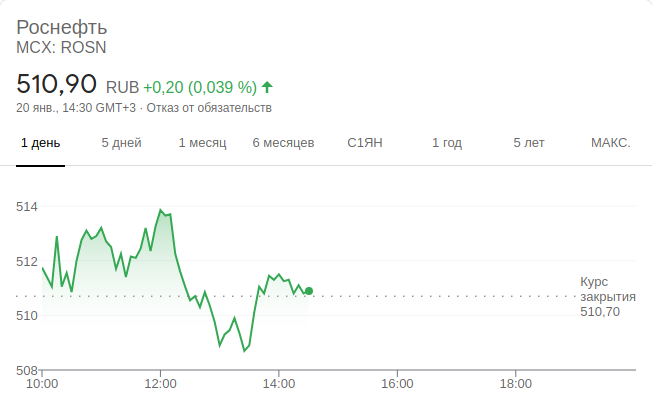 Роснефть
MCX: ROSN
510,90 RUB +0,20 (0,039 %)
20 янв., 14:30 GMT+3 · Отказ от обязательств
1 день 5 дней 1 месяц 6 месяцев С1ЯН 1 год 5 лет МАКС.
514
512
510
508
Курс
закрытия
510,70
10:00 12:00 14:00 16:00 18:00